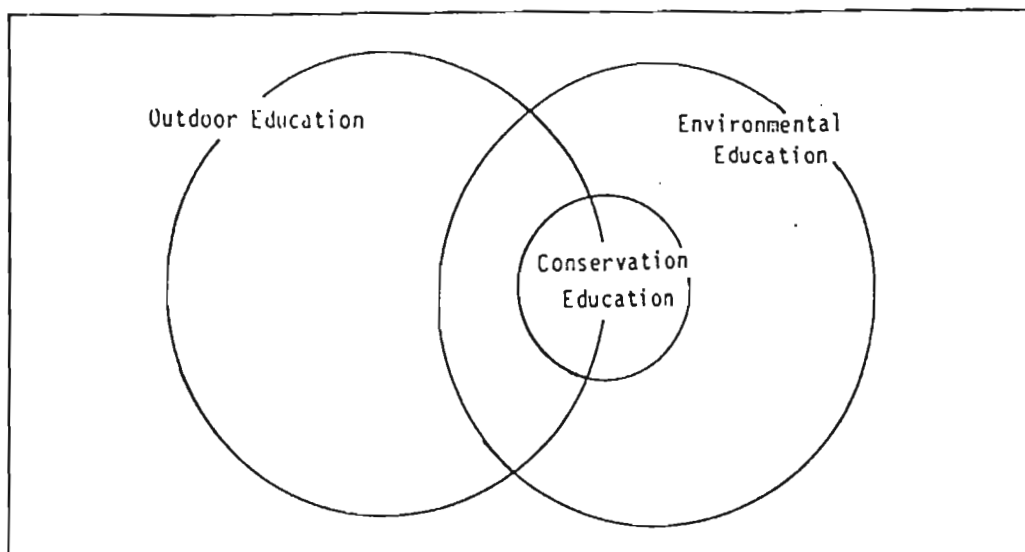 Outdoor Education
Environmental
Education
Conservation
Education